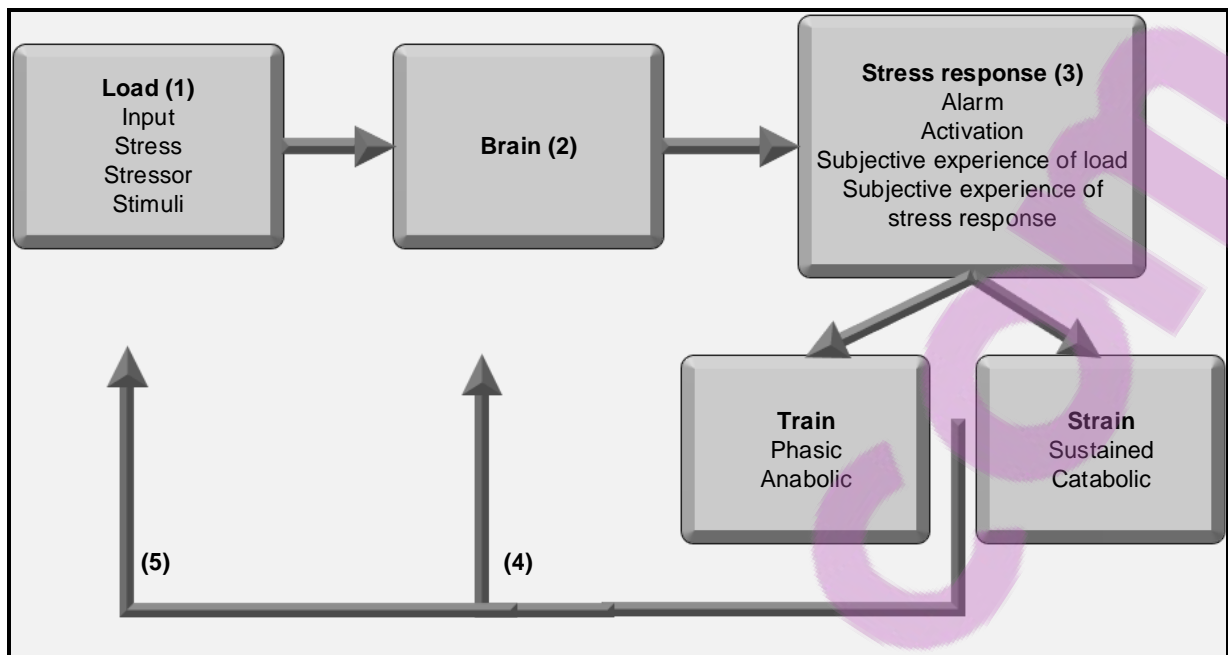 Load (1)
Input
Stress
Stressor
Stimuli
Brain (2)
Stress response (3)
Alarm
Activation
Subjective experience of load
Subjective experience of
stress response
Train
Phasic
Anabolic
Strain
Sustained
Catabolic
(5)
(4)
com